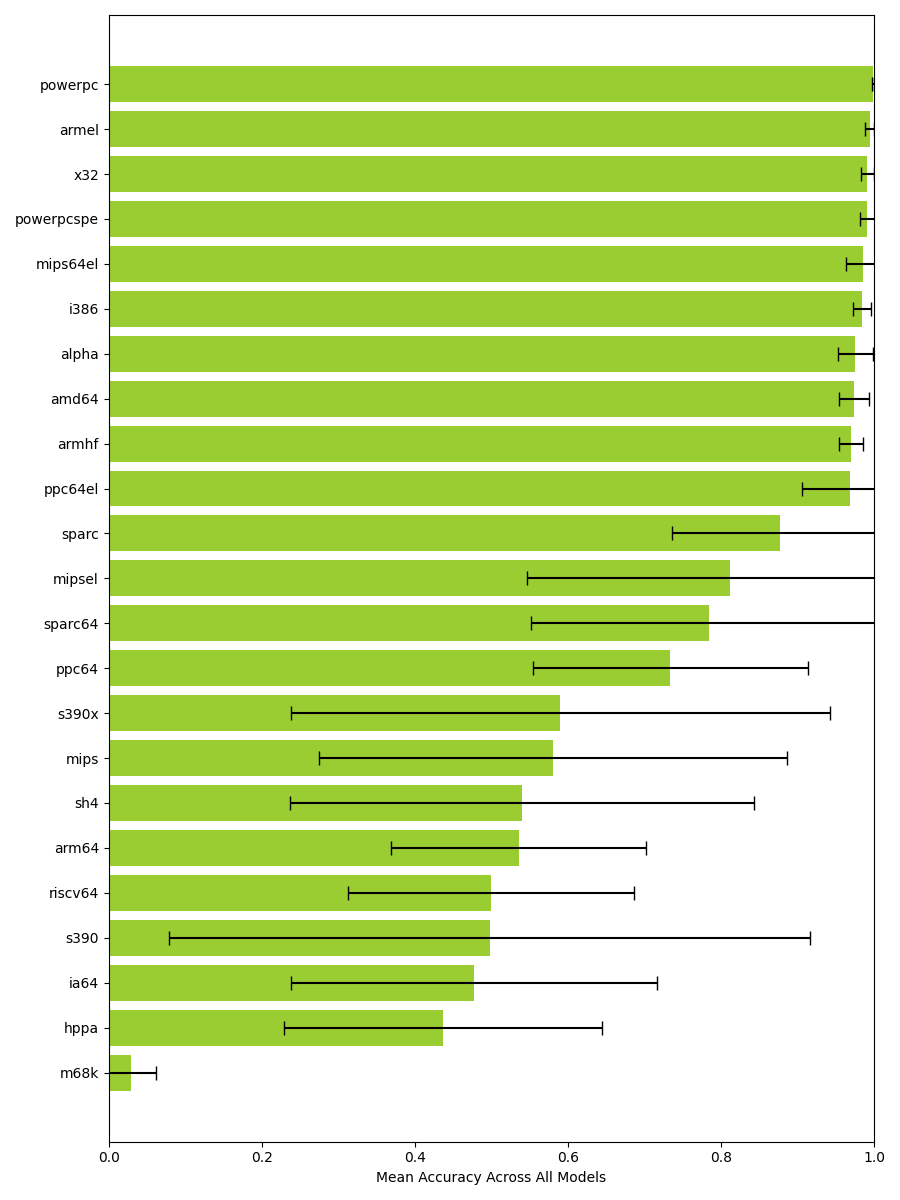 powerpc
armel
x32
powerpcspe
mips64el
i386
alpha
amd64
armhf
ppc64el
sparc
mipsel
sparc64
ppc64
s390x
mips
sh4
arm64
riscv64
s390
ia64
hppa
m68k
0.0 0.2 0.4 0.6 0.8 1.0
Mean Accuracy Across All Models